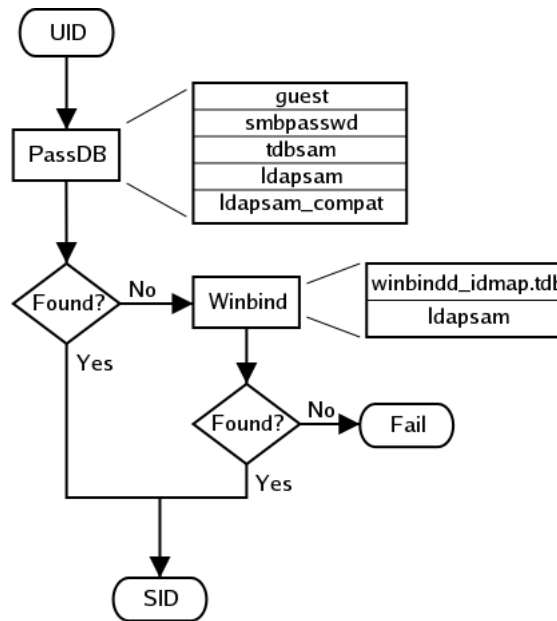 UID
PassDB
guest
smbpasswd
tdbsam
ldapsam
ldapsam_compat
Found?
No
Winbind
winbindd_idmap.tdb
ldapsam
Yes
Found?
No
Fail
Yes
SID